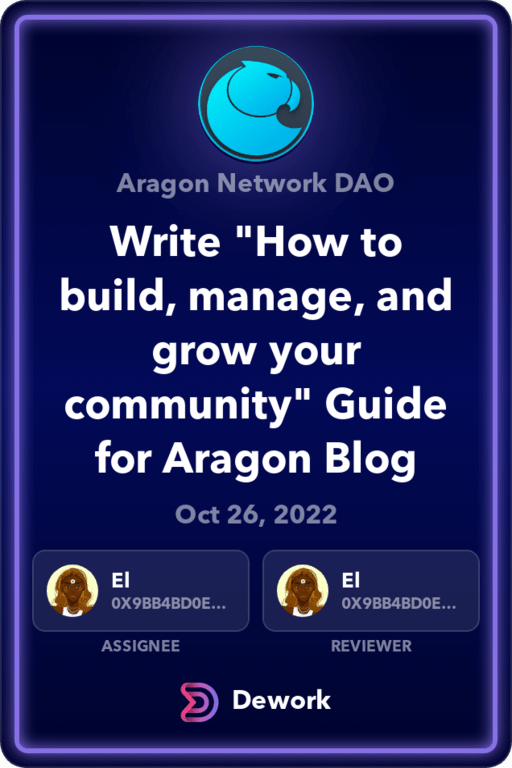 Aragon Network DAO
Write "How to
build, manage, and
grow your
community" Guide
for Aragon Blog
Oct 26, 2022
El
0X9BB4BD0E...
ASSIGNEE
El
0X9BB4BD0E...
REVIEWER
Dework